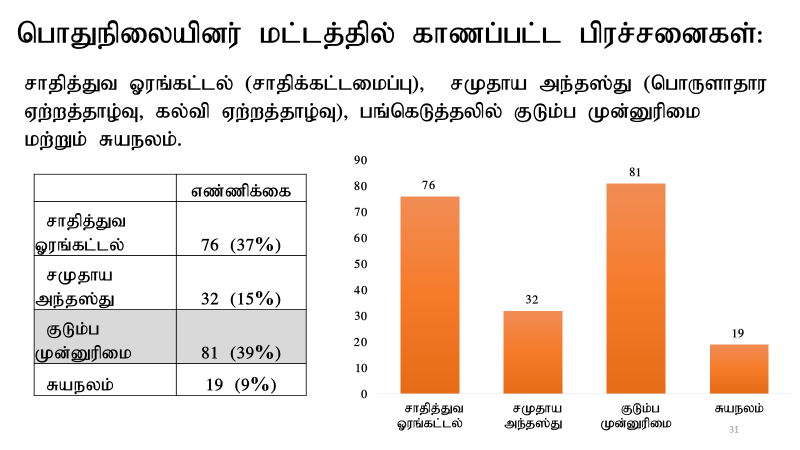 பொதுநிலையினர் மட்டத்தில் காணப்பட்ட பிரச்சனைகள்:
சாதித்துவ ஓரங்கட்டல் (சாதிக்கட்டமைப்பு), சமுதாய அந்தஸ்து (பொருளாதார
ஏற்றத்தாழ்வு, கல்வி ஏற்றத்தாழ்வு), பங்கெடுத்தலில் குடும்ப முன்னுரிமை
மற்றும் சுயநலம்.
எண்ணிக்கை
சாதித்துவ
ஓரங்கட்டல் 76 (37%)
சமுதாய
அந்தஸ்து 32 (15%)
குடும்ப
முன்னுரிமை 81 (39%)
சுயநலம் 19 (9%)
90
80
70
60
50
40
30
20
10
0
76
32
81
19
சாதித்துவ சமுதாய குடும்ப சுயநலம்
ஓரங்கட்டல் அந்தஸ்து முன்னுரிமை
31